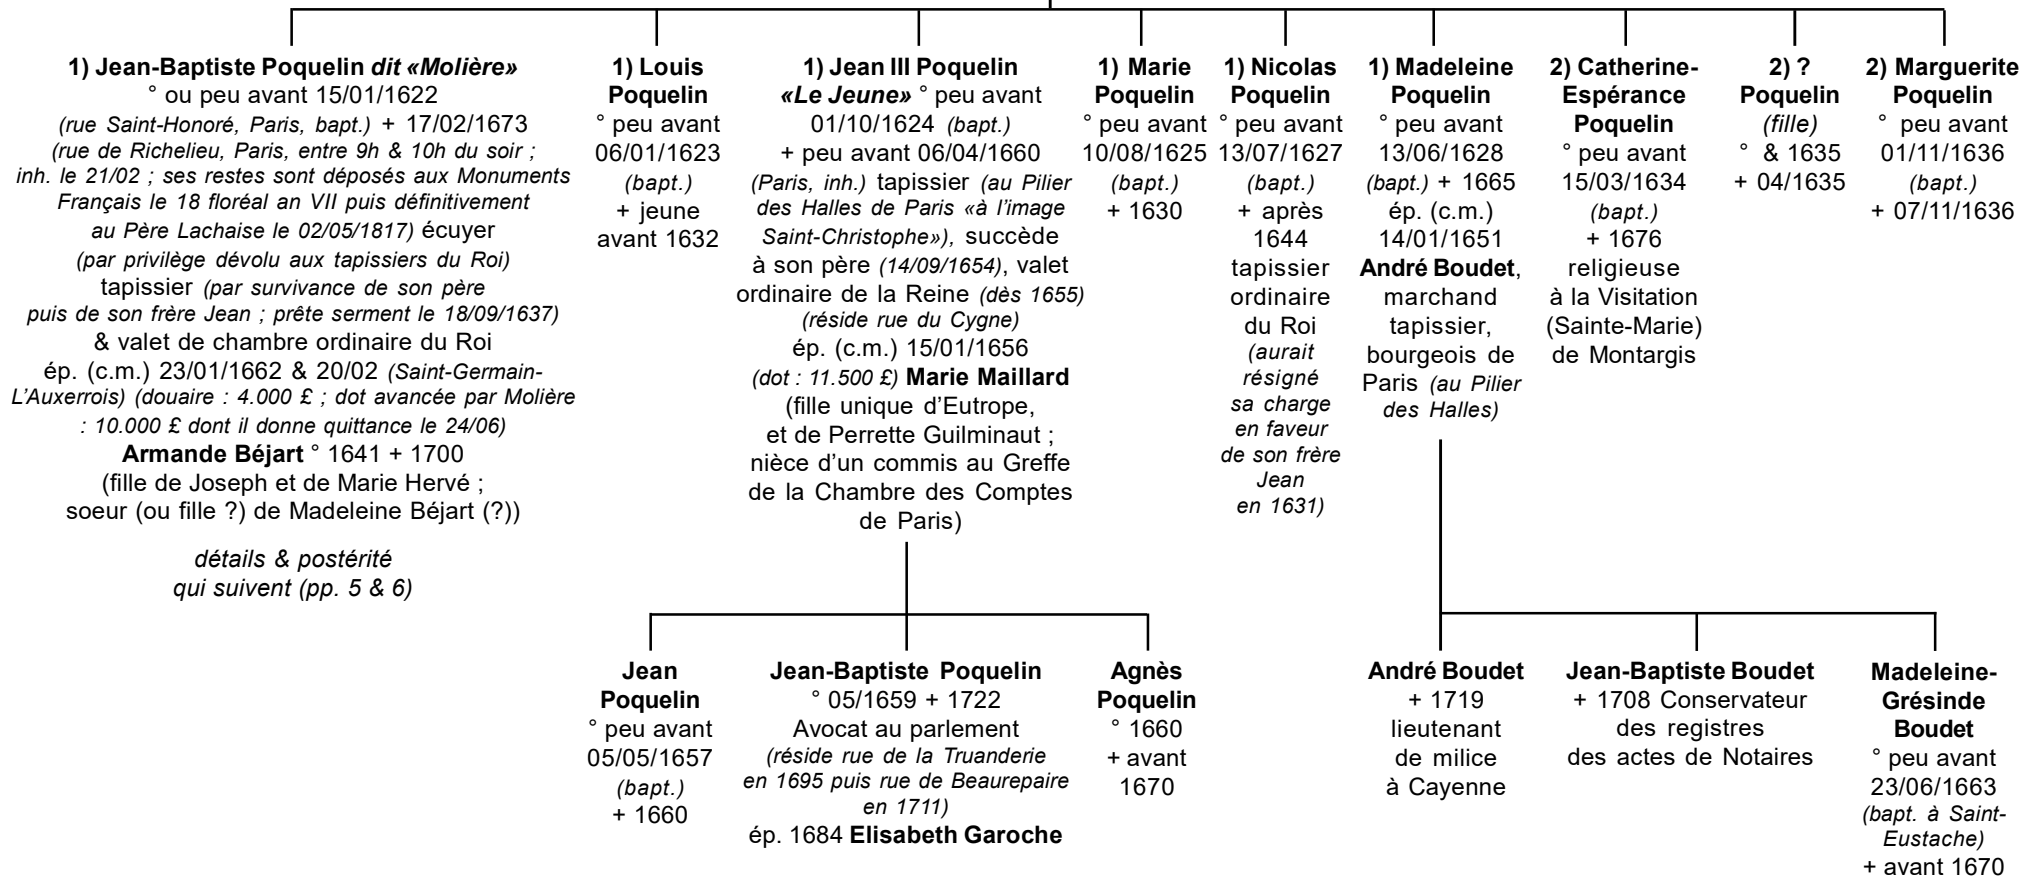 1) Jean-Baptiste Poquelin dit «Molière»
° ou peu avant 15/01/1622
(rue Saint-Honoré, Paris, bapt.) + 17/02/1673
(rue de Richelieu, Paris, entre 9h & 10h du soir ;
inh. le 21/02 ; ses restes sont déposés aux Monuments
Français le 18 floréal an VII puis définitivement
au Père Lachaise le 02/05/1817) écuyer
(par privilège dévolu aux tapissiers du Roi)
tapissier (par survivance de son père
puis de son frère Jean ; prête serment le 18/09/1637)
& valet de chambre ordinaire du Roi
ép. (c.m.) 23/01/1662 & 20/02 (Saint-Germain-
L'Auxerrois) (douaire : 4.000 £ ; dot avancée par Molière
: 10.000 £ dont il donne quittance le 24/06)
Armande Béjart ° 1641 + 1700
(fille de Joseph et de Marie Hervé ;
soeur (ou fille ?) de Madeleine Béjart (?))
détails & postérité
qui suivent (pp. 5 & 6)
1) Louis
Poquelin
° peu avant
06/01/1623
(bapt.)
+ jeune
avant 1632
1) Jean III Poquelin
«Le Jeune» ° peu avant
01/10/1624 (bapt.)
+ peu avant 06/04/1660
(Paris, inh.) tapissier (au Pilier
des Halles de Paris «à l'image
Saint-Christophe»), succède
à son père (14/09/1654), valet
ordinaire de la Reine (dès 1655)
(réside rue du Cygne)
ép. (c.m.) 15/01/1656
(dot : 11.500 £) Marie Maillard
(fille unique d'Eutrope,
et de Perrette Guilminaut ;
nièce d'un commis au Greffe
de la Chambre des Comptes
de Paris)
1) Marie
Poquelin
° peu avant
10/08/1625
(bapt.)
+ 1630
1) Nicolas
Poquelin
° peu avant
13/07/1627
(bapt.)
+ après
1644
tapissier
ordinaire
du Roi
(aurait
résigné
sa charge
en faveur
de son frère
Jean
en 1631)
1) Madeleine
Poquelin
° peu avant
13/06/1628
(bapt.) + 1665
ép. (c.m.)
14/01/1651
André Boudet,
marchand
tapissier,
bourgeois de
Paris (au Pilier
des Halles)
2) Catherine-
Espérance
Poquelin
° peu avant
15/03/1634
(bapt.)
+ 1676
religieuse
à la Visitation
(Sainte-Marie)
de Montargis
2) ?
Poquelin
(fille)
° & 1635
+ 04/1635
2) Marguerite
Poquelin
° peu avant
01/11/1636
(bapt.)
+ 07/11/1636
Jean
Poquelin
° peu avant
05/05/1657
(bapt.)
+ 1660
Jean-Baptiste Poquelin
° 05/1659 + 1722
Avocat au parlement
(réside rue de la Truanderie
en 1695 puis rue de Beaurepaire
en 1711)
ép. 1684 Elisabeth Garoche
Agnès
Poquelin
° 1660
+ avant
1670
André Boudet
+ 1719
lieutenant
de milice
à Cayenne
Jean-Baptiste Boudet
+ 1708 Conservateur
des registres
des actes de Notaires
Madeleine-
Grésinde
Boudet
° peu avant
23/06/1663
(bapt. à Saint-
Eustache)
+ avant 1670